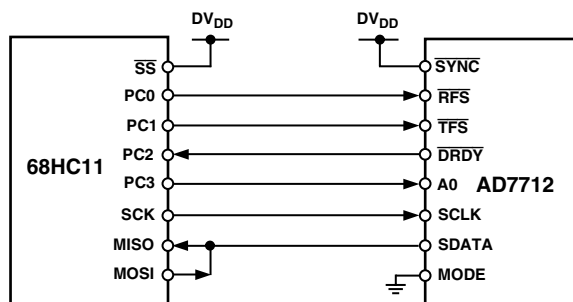 DVDD DVDD
SS SYNC
PC0 RFS
PC1 TFS
PC2 DRDY
68HC11
PC3 A0 AD7712
SCK SCLK
MISO SDATA
MOSI MODE